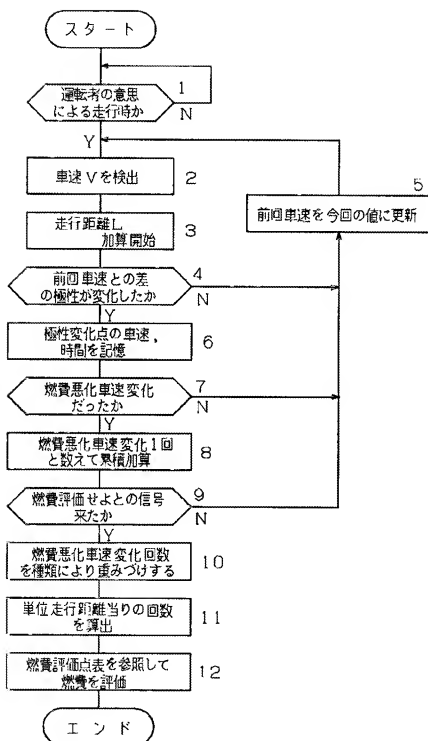 スタート
1
運転者の意思
による走行時か
N
Y
車速Vを検出
2
5
前回車速を今回の値に更新
走行距離L
加算開始
3
前回車速との差
の極性が変化したか
4
N
Y
極性変化点の車速,
時間を記憶
6
燃費悪化車速変化
だったか
7
N
Y
燃費悪化車速変化1回
と数えて累積加算
8
燃費評価せよとの信号
来たか
9
N
Y
燃費悪化車速変化回数
を種類により重みづけする
10
単位走行距離当りの回数
を算出
11
燃費評価点表を参照して
燃費を評価
12
エンド